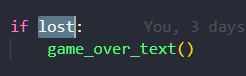 if lost:    You, 3 days
    game_over_text()